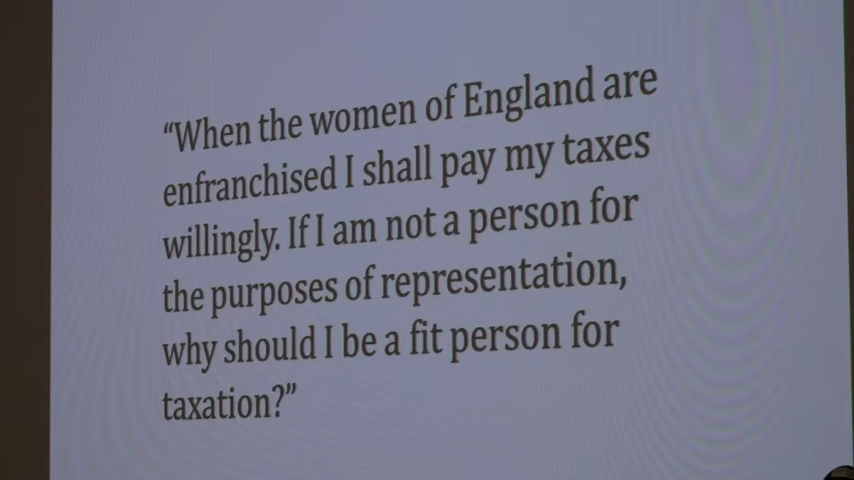 “When the women of England are
enfranchised I shall pay my taxes
willingly. If I am not a person for
the purposes of representation,
why should I be a fit person for
taxation?”